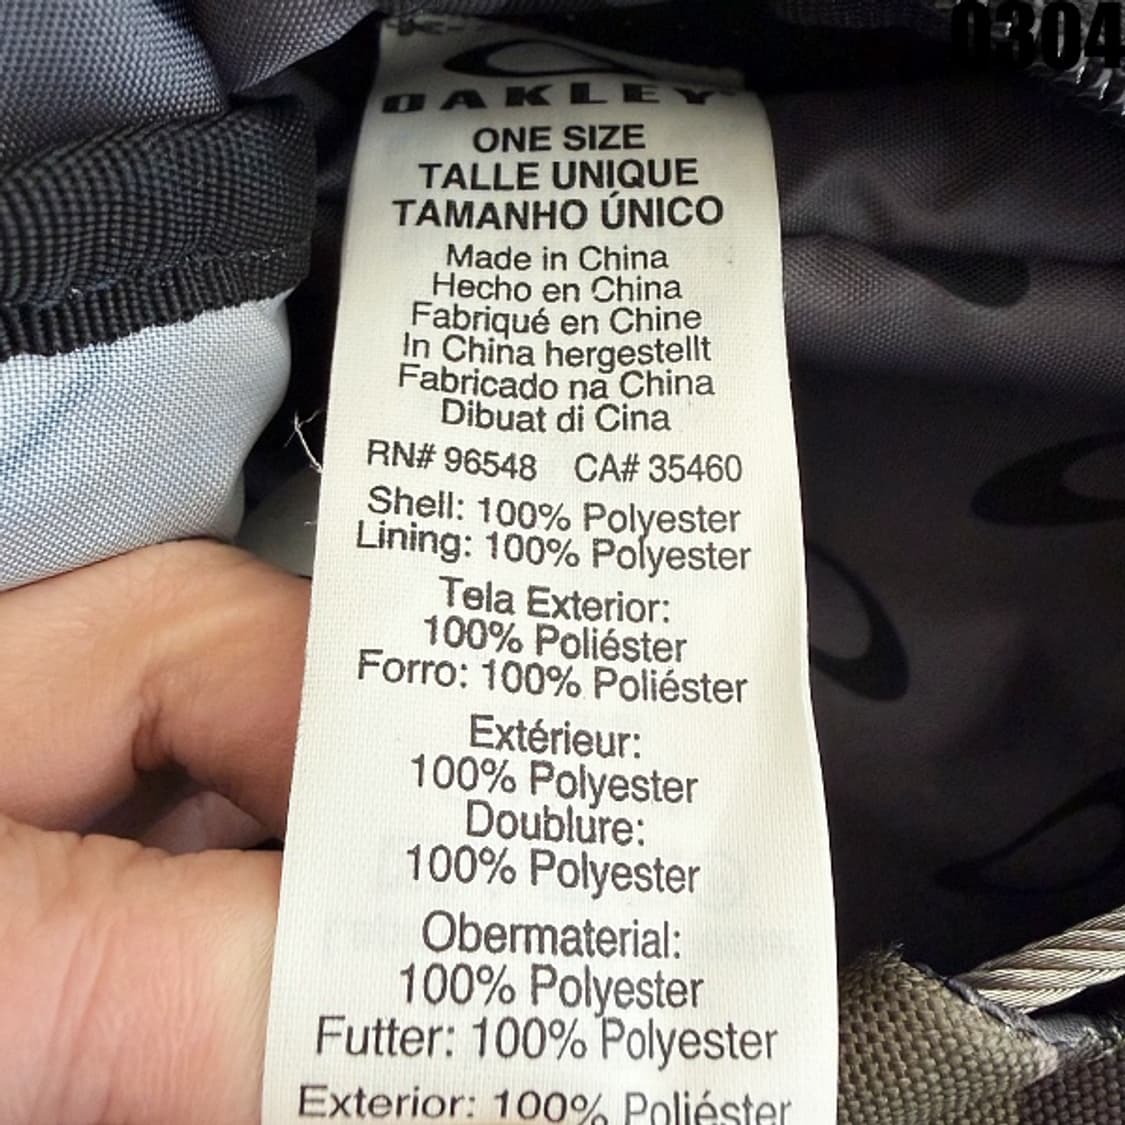 0304
OAKLEY
ONE SIZE
TALLE UNIQUE
TAMANHO ÚNICO
Made in China
Hecho en China
Fabriqué en Chine
In China hergestellt
Fabricado na China
Dibuat di Cina
RN# 96548 CA# 35460
Shell: 100% Polyester
Lining: 100% Polyester
Tela Exterior:
100% Poliéster
Forro: 100% Poliéster
Extérieur:
100% Polyester
Doublure:
100% Polyester
Obermaterial:
100% Polyester
Futter: 100% Polyester
Exterior: 100% Poliéster